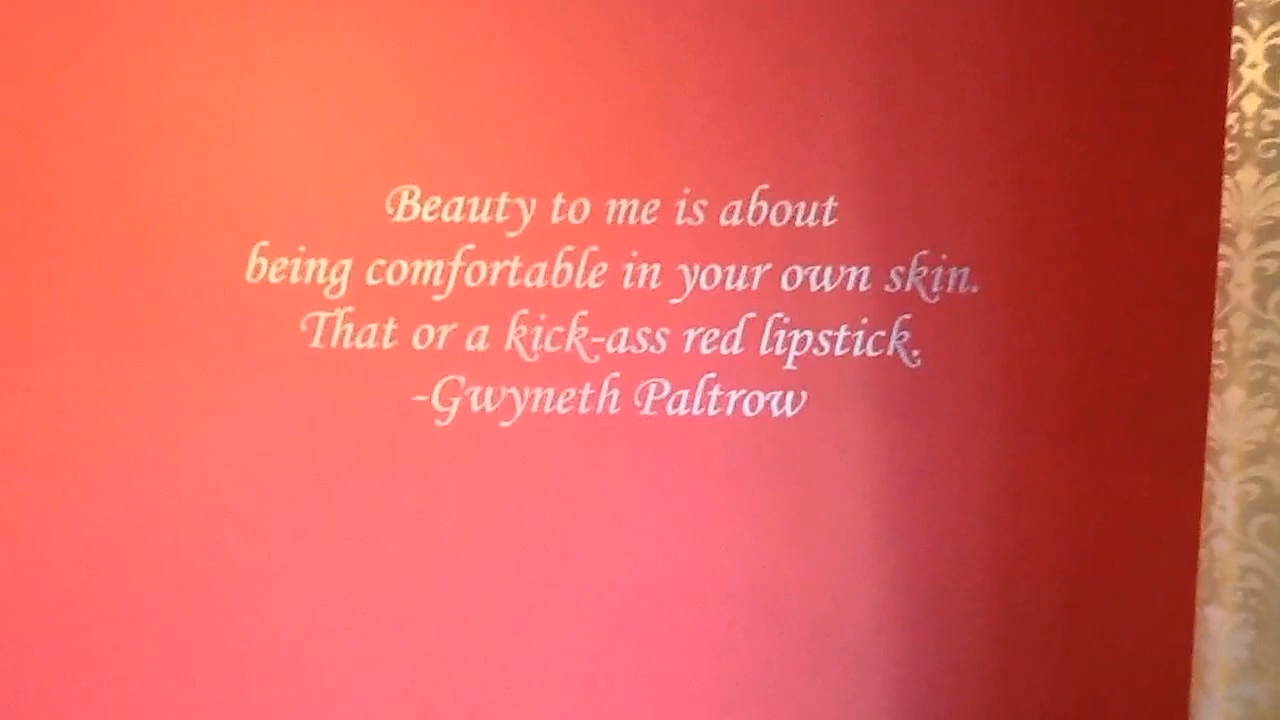 Beauty to me is about
being comfortable in your own skin.
That or a kick-ass red lipstick.
-Gwyneth Paltrow